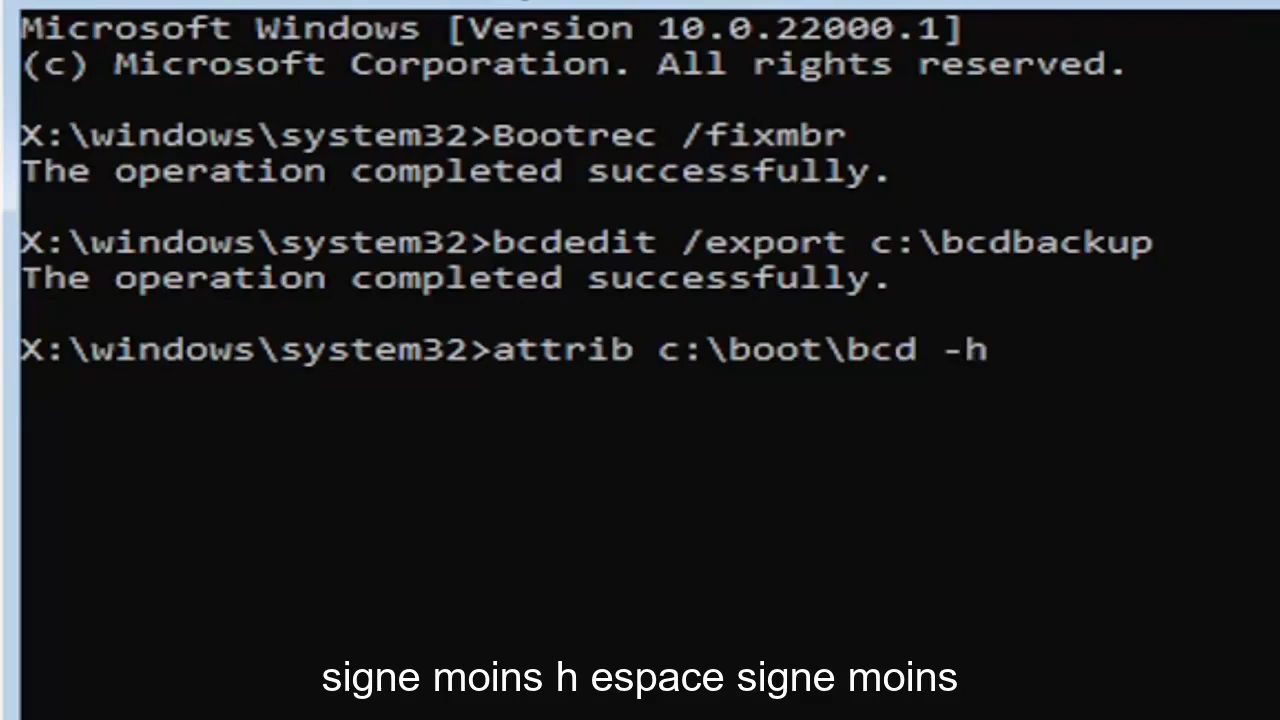 Microsoft Windows [Version 10.0.22000.1]
(c) Microsoft Corporation. All rights reserved.
X:\windows\system32>Bootrec /fixmbr
The operation completed successfully.
X:\windows\system32>bcdedit /export c:\bcdbackup
The operation completed successfully.
X:\windows\system32>attrib c:\boot\bcd -h
signe moins h espace signe moins